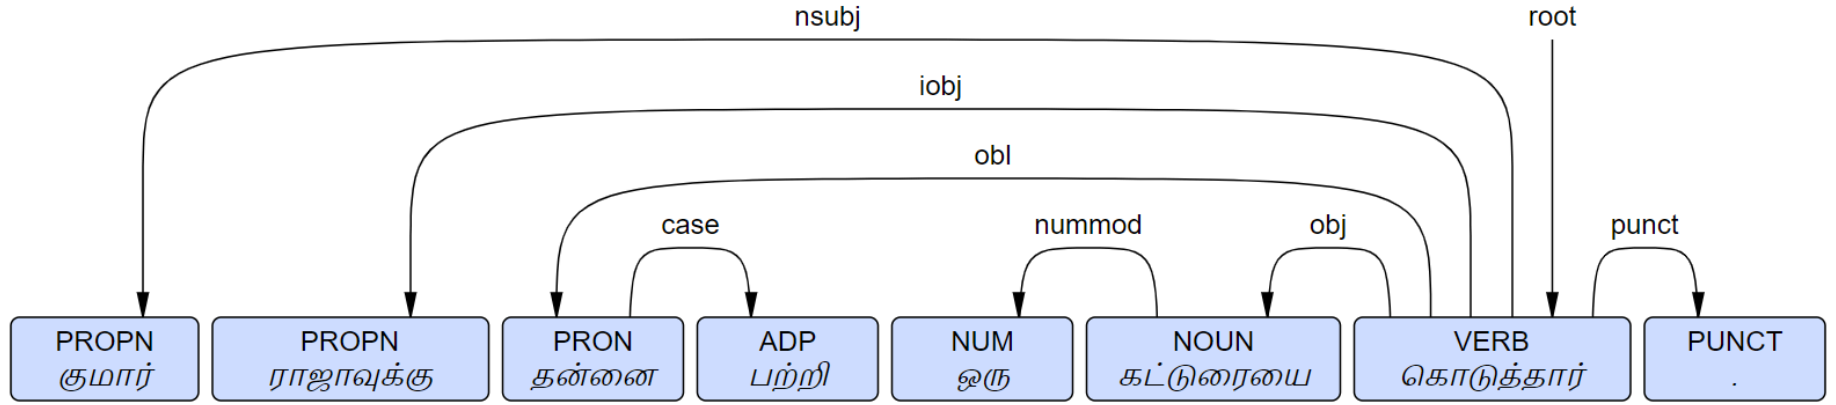 nsubj root
iobj
obl
case nummod obj punct
PROPN PROPN PRON ADP NUM NOUN VERB PUNCT
குமார் ராஜாவுக்கு தன்னை பற்றி ஒரு கட்டுரையை கொடுத்தார் .